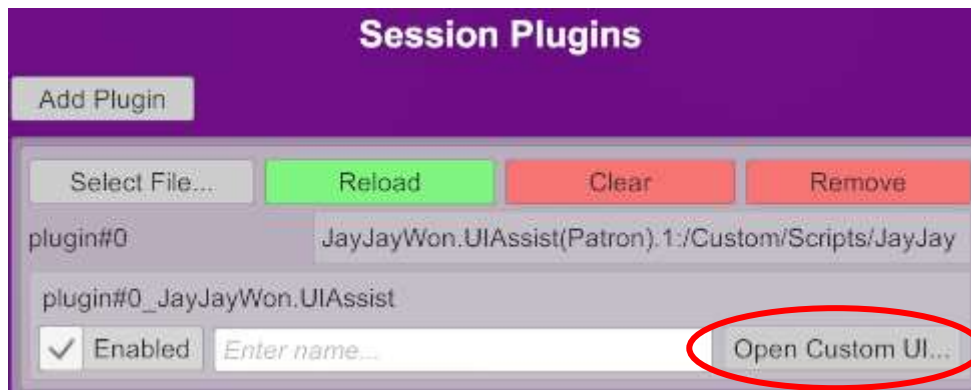 Session Plugins
Add Plugin
Select File... Reload Clear Remove
plugin#0 JayJayWon.UIAssist(Patron).1:/Custom/Scripts/JayJay
plugin#0_JayJayWon.UIAssist
Enabled Enter name... Open Custom UI...